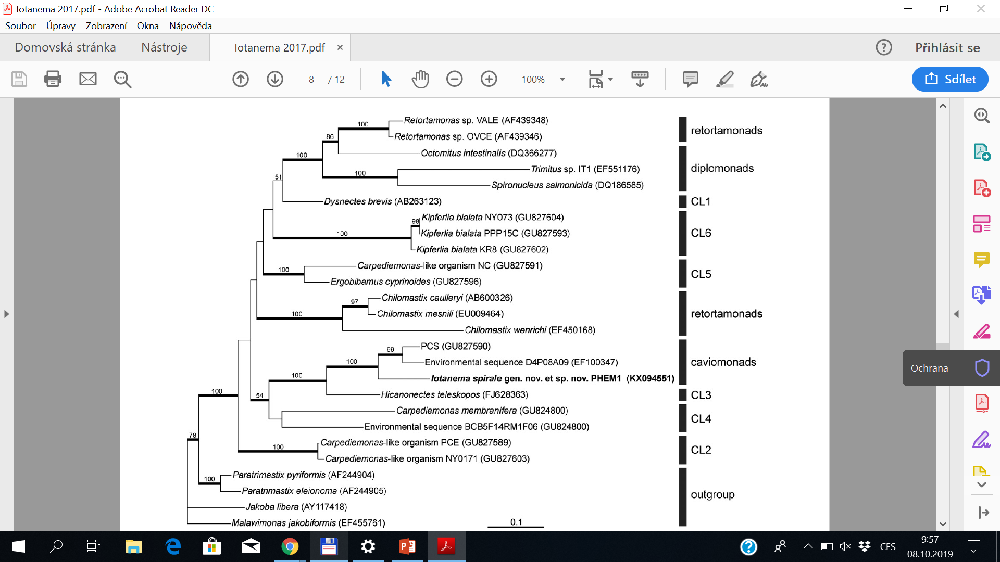 Iotanema 2017.pdf - Adobe Acrobat Reader DC
Soubor Úpravy Zobrazení Okna Nápověda
Domovská stránka Nástroje Iotanema 2017.pdf × ? Přihlásit se
8 / 12 100% Sdílet
100 Retortamonas sp. VALE (AF439348)
retortamonads
86 Retortamonas sp. OVCE (AF439346)
100 Octomitus intestinalis (DQ366277)
Trimitus sp. IT1 (EF551176)
diplomonads
100
51 Spironucleus salmonicida (DQ186585)
Dysnectes brevis (AB263123) CL1
Kipferlia bialata NY073 (GU827604)
98
100 Kipferlia bialata PPP15C (GU827593) CL6
Kipferlia bialata KR8 (GU827602)
Carpediemonas-like organism NC (GU827591)
100 CL5
Ergobibamus cyprinoides (GU827596)
97 Chilomastix caulleryi (AB600326)
100 Chilomastix mesnili (EU009464) retortamonads
Chilomastix wenrichi (EF450168)
99 PCS (GU827590)
100 Environmental sequence D4P08A09 (EF100347) caviomonads
Ochrana
100 Iotanema spirale gen. nov. et sp. nov. PHEM1 (KX094551)
100 54 Hicanonectes teleskopos (FJ628363) CL3
Carpediemonas membranifera (GU824800)
CL4
Environmental sequence BCB5F14RM1F06 (GU824800)
78
100 Carpediemonas-like organism PCE (GU827589)
CL2
Carpediemonas-like organism NY0171 (GU827603)
100 Paratrimastix pyriformis (AF244904)
Paratrimastix eleionoma (AF244905)
outgroup
Jakoba libera (AY117418)
Malawimonas jakobiformis (EF455761) 0.1
CES 9:57
08.10.2019